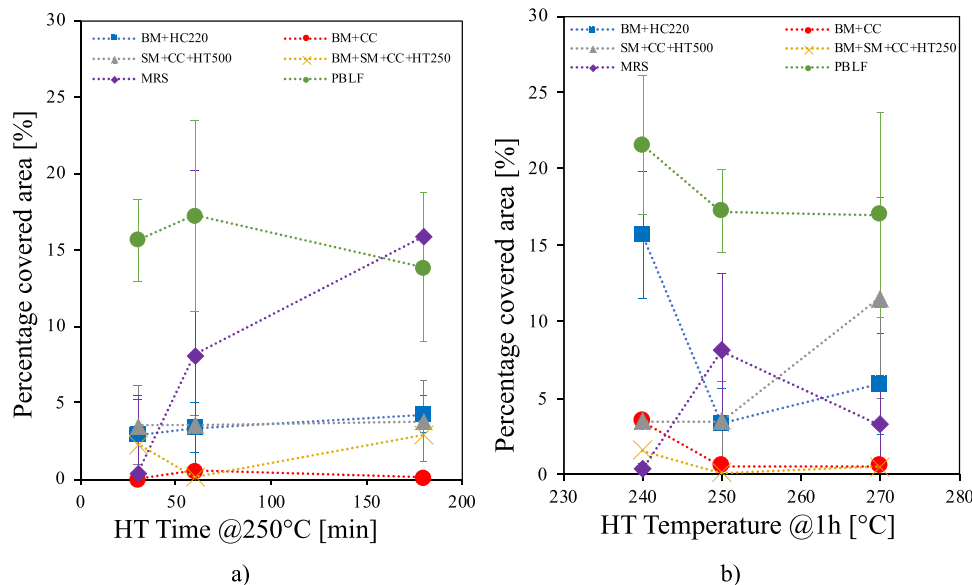 30
25
20
15
10
5
0
0
50
100
150
200
Percentage covered area [%]
HT Time @250°C [min]
BM+HC220
BM+CC
SM+CC+HT500
BM+SM+CC+HT250
MRS
PBLF
a)
30
25
20
15
10
5
0
230
240
250
260
270
280
Percentage covered area [%]
HT Temperature @1h [°C]
BM+HC220
BM+CC
SM+CC+HT500
BM+SM+CC+HT250
MRS
PBLF
b)